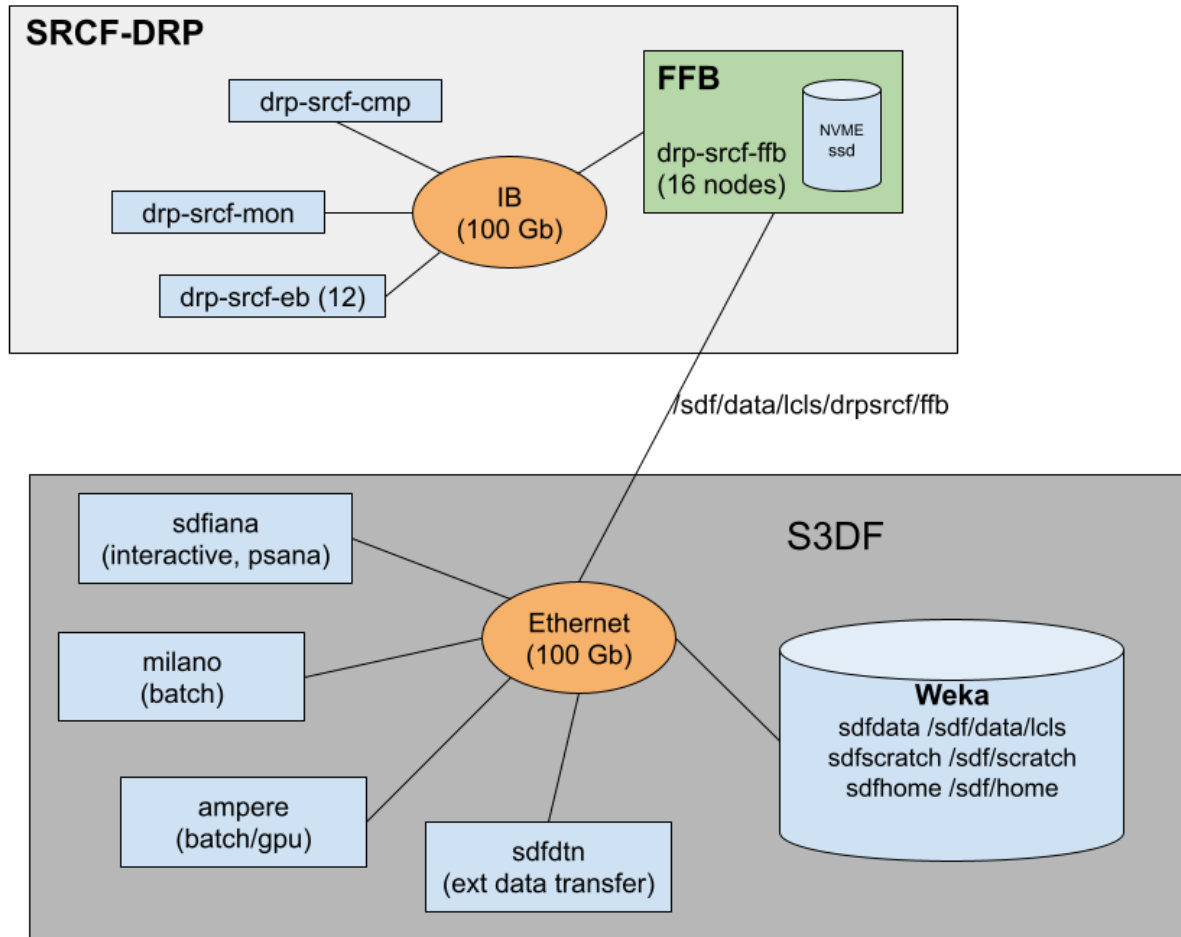 SRCF-DRP
drp-srcf-cmp
drp-srcf-mon
drp-srcf-eb (12)
IB
(100 Gb)
FFB
drp-srcf-ffb
(16 nodes)
NVME
ssd
/sdf/data/lcls/drpsrcf/ffb
S3DF
sdfiana
(interactive, psana)
milano
(batch)
ampere
(batch/gpu)
sdfdtn
(ext data transfer)
Ethernet
(100 Gb)
Weka
sdfdata /sdf/data/lcls
sdfscratch /sdf/scratch
sdfhome /sdf/home